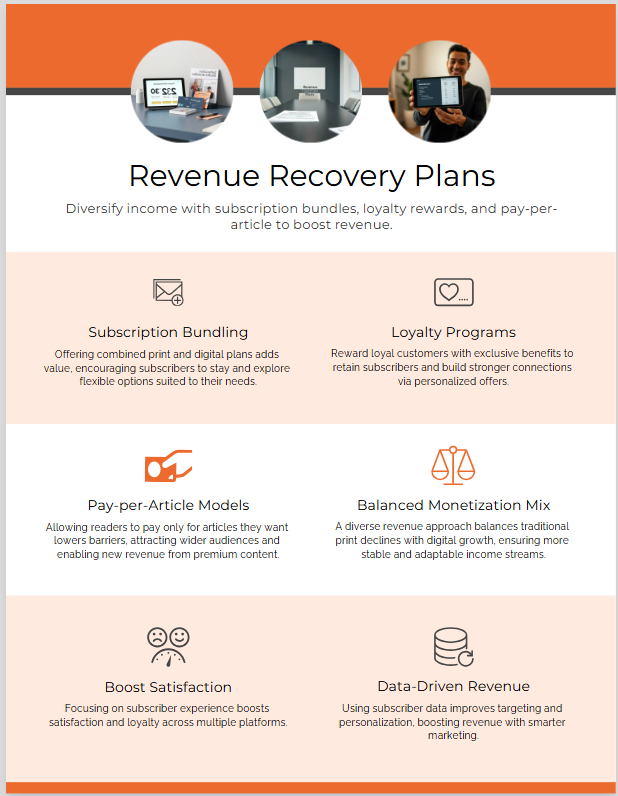 Revenue Recovery Plans
Diversify income with subscription bundles, loyalty rewards, and pay-per-
article to boost revenue.
Subscription Bundling
Offering combined print and digital plans adds
value, encouraging subscribers to stay and explore
flexible options suited to their needs.
Loyalty Programs
Reward loyal customers with exclusive benefits to
retain subscribers and build stronger connections
via personalized offers.
Pay-per-Article Models
Allowing readers to pay only for articles they want
lowers barriers, attracting wider audiences and
enabling new revenue from premium content.
Balanced Monetization Mix
A diverse revenue approach balances traditional
print declines with digital growth, ensuring more
stable and adaptable income streams.
Boost Satisfaction
Focusing on subscriber experience boosts
satisfaction and loyalty across multiple platforms.
Data-Driven Revenue
Using subscriber data improves targeting and
personalization, boosting revenue with smarter
marketing.